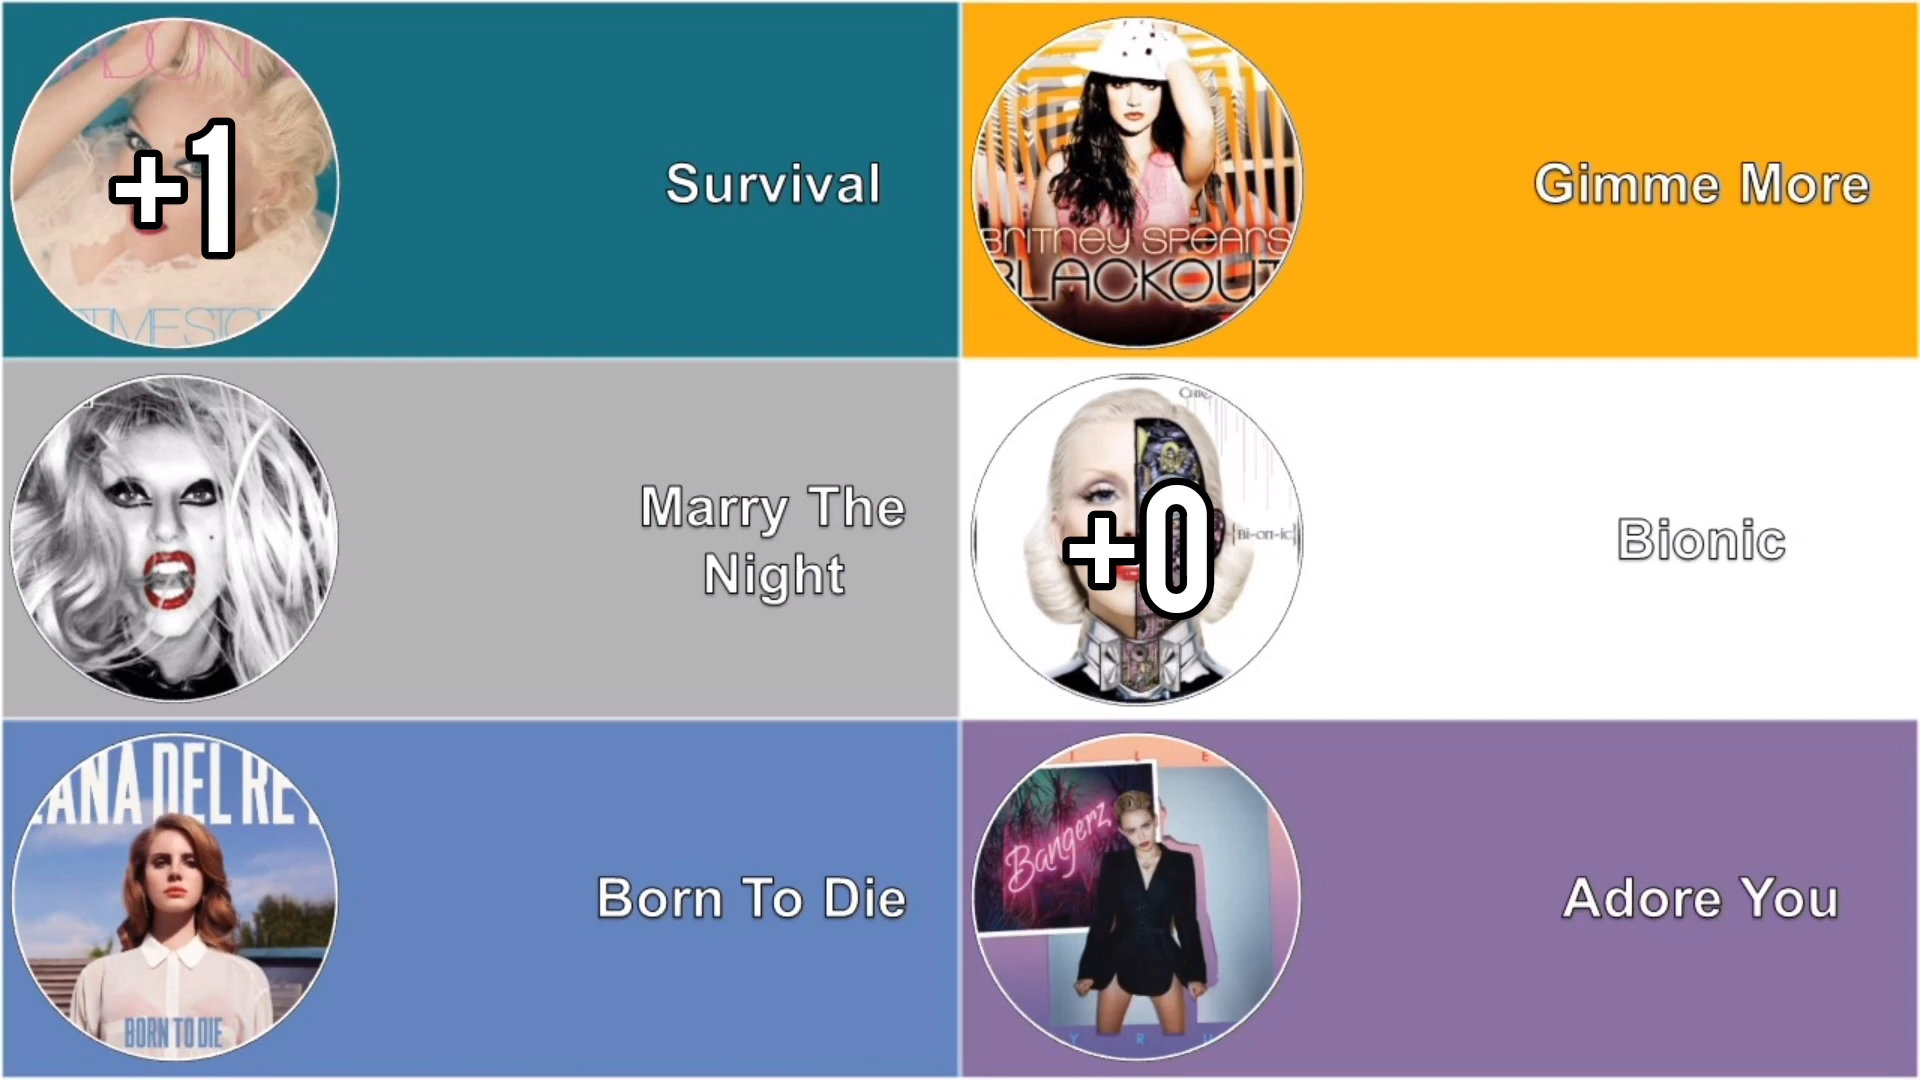 +1
Survival
BRITNEY SPEARS
BLACKOUT
Gimme More
Marry The
Night
+0
Bi-on-ic
Bionic
LANA DEL REY
BORN TO DIE
Born To Die
I L E
Bangerz
Y R U
Adore You